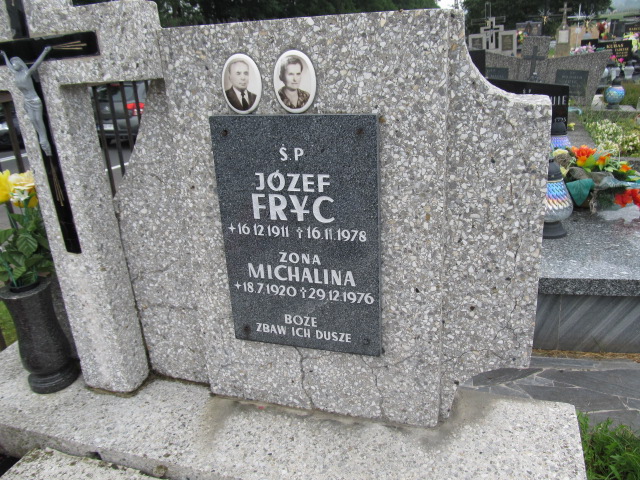 Ś.P
JÓZEF
FRYC
+16.12.1911 †16.11.1978
ŻONA
MICHALINA
+18.7.1920 †29.12.1976
BOŻE
ZBAW ICH DUSZE